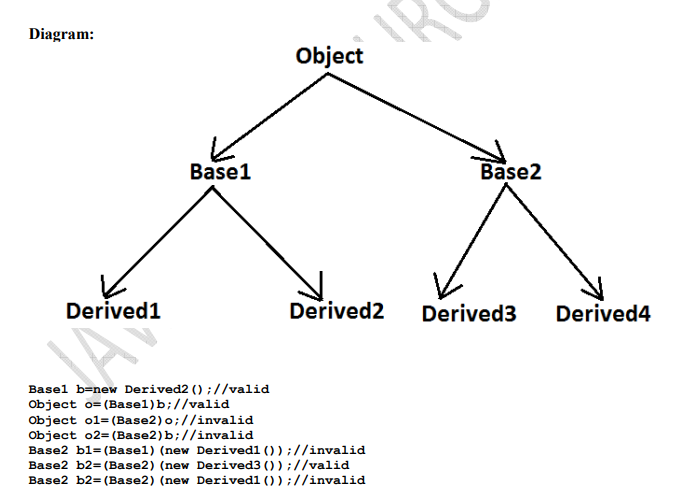 Diagram:
Object
Base1 Base2
Derived1 Derived2 Derived3 Derived4
Base1 b=new Derived2();//valid
Object o=(Base1)b;//valid
Object o1=(Base2)o;//invalid
Object o2=(Base2)b;//invalid
Base2 b1=(Base1)(new Derived1());//invalid
Base2 b2=(Base2)(new Derived3());//valid
Base2 b2=(Base2)(new Derived1());//invalid